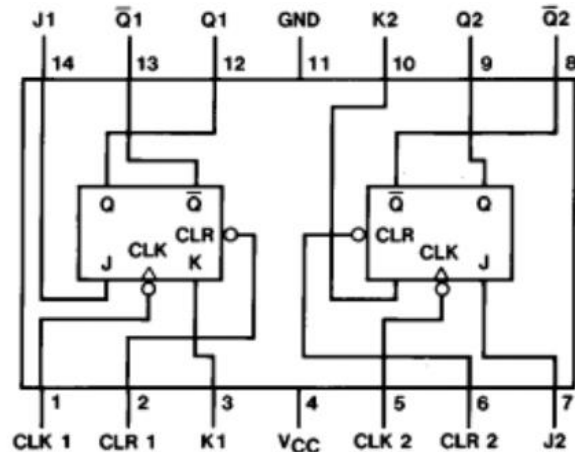 J1 Q̅1 Q1 GND K2 Q2 Q̅2
14 13 12 11 10 9 8
Q Q̅ Q̅ Q
CLR CLR
CLK CLK
J K J
1 2 3 4 5 6 7
CLK 1 CLR 1 K1 VCC CLK 2 CLR 2 J2